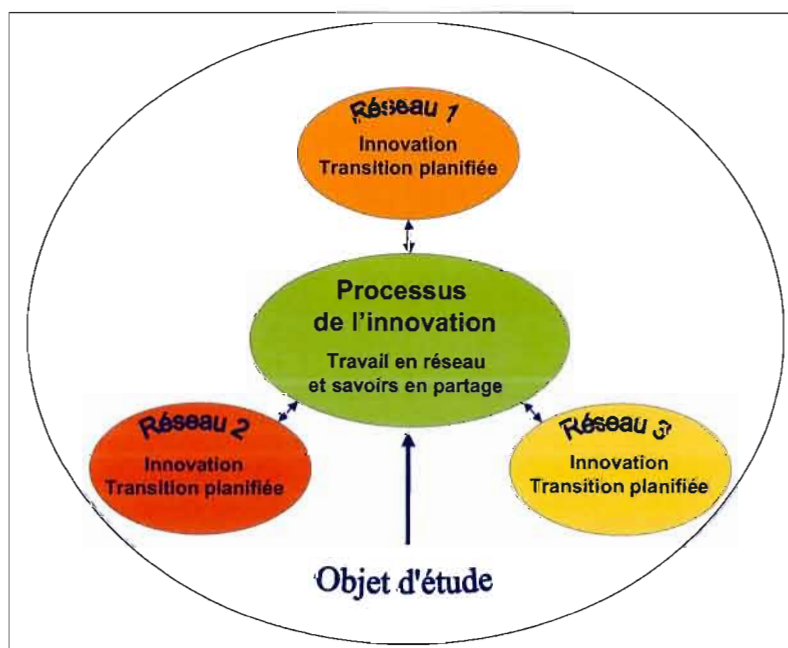 Réseau 1
Innovation
Transition planifiée
Processus
de l'innovation
Travail en réseau
et savoirs en partage
Réseau 2
Innovation
Transition planifiée
Réseau 3
Innovation
Transition planifiée
Objet d'étude